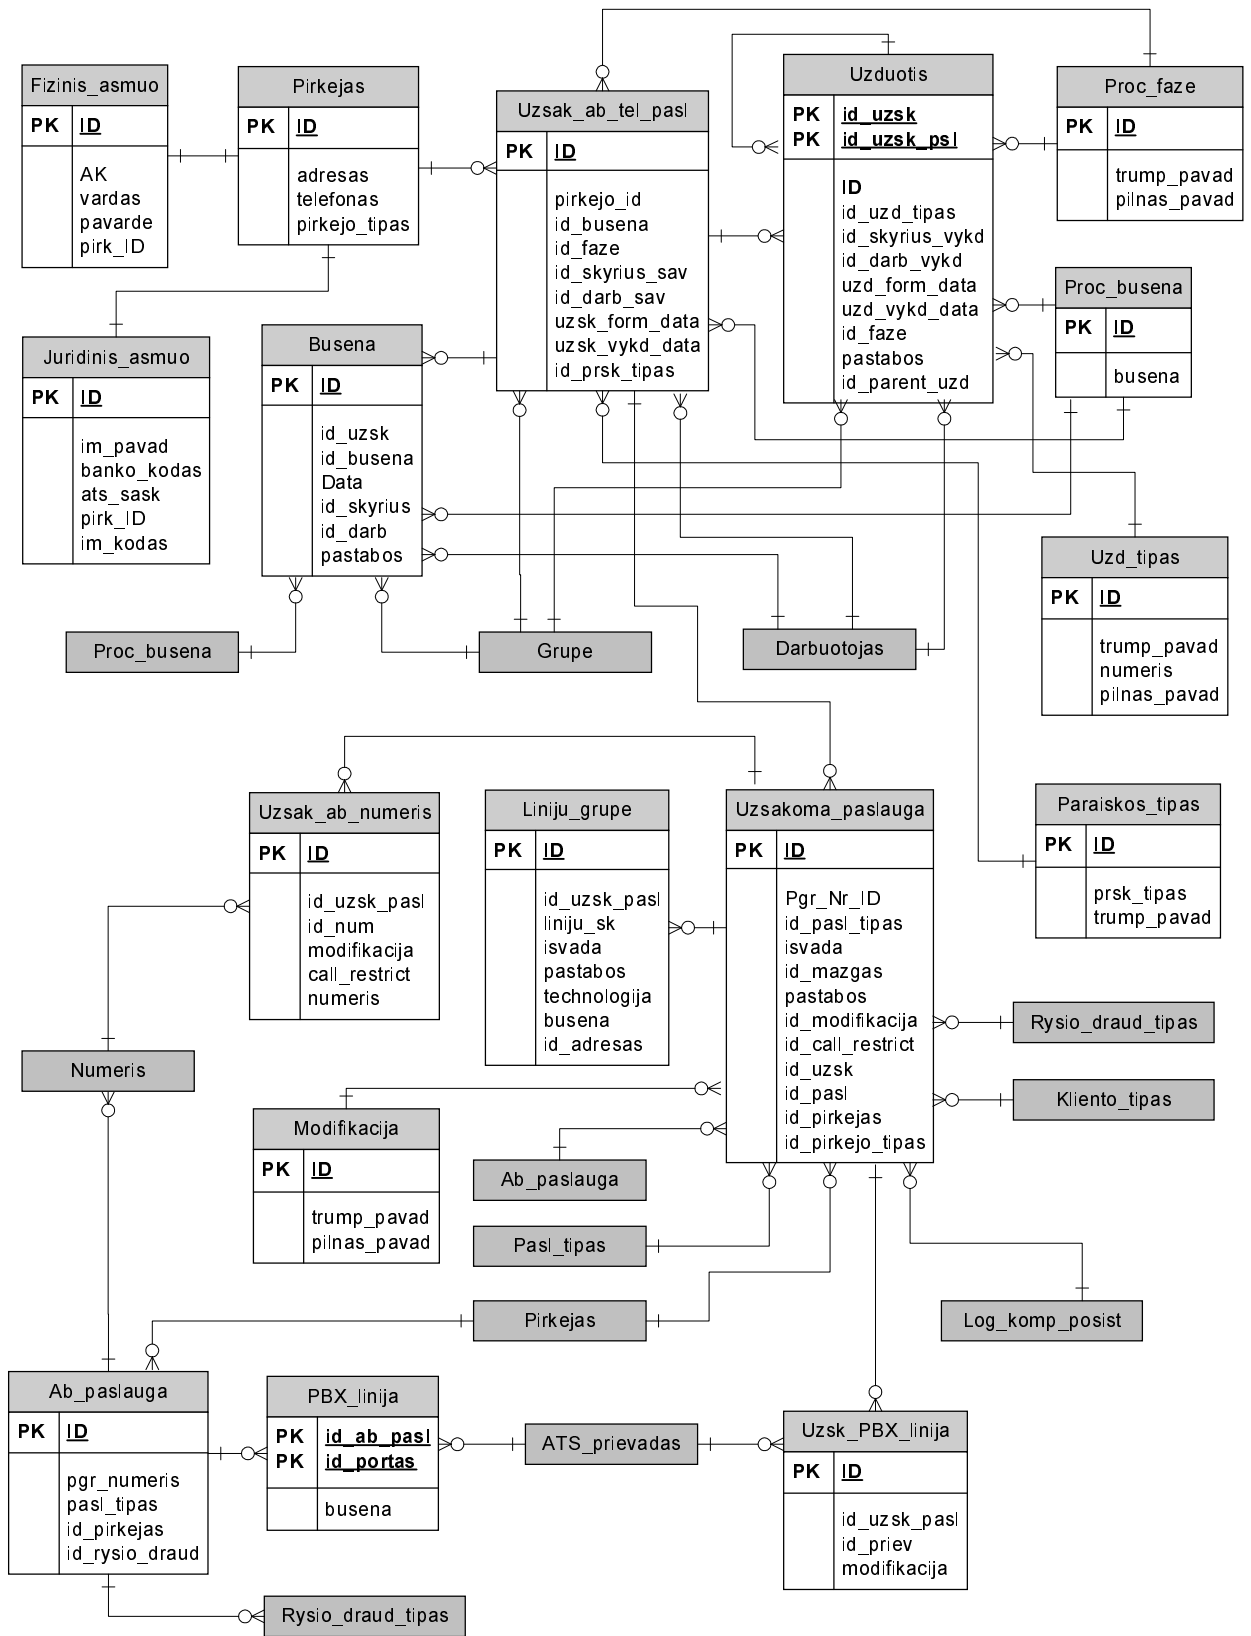 Fizinis_asmuo
PK ID
AK
vardas
pavarde
pirk_ID
Pirkejas
PK ID
adresas
telefonas
pirkejo_tipas
Uzsak_ab_tel_pasl
PK ID
pirkejo_id
id_busena
id_faze
id_skyrius_sav
id_darb_sav
uzsk_form_data
uzsk_vykd_data
id_prsk_tipas
Uzduotis
PK id_uzsk
PK id_uzsk_psl
ID
id_uzd_tipas
id_skyrius_vykd
id_darb_vykd
uzd_form_data
uzd_vykd_data
id_faze
pastabos
id_parent_uzd
Proc_faze
PK ID
trump_pavad
pilnas_pavad
Proc_busena
PK ID
busena
Juridinis_asmuo
PK ID
im_pavad
banko_kodas
ats_sask
pirk_ID
im_kodas
Busena
PK ID
id_uzsk
id_busena
Data
id_skyrius
id_darb
pastabos
Uzd_tipas
PK ID
trump_pavad
numeris
pilnas_pavad
Proc_busena
Grupe
Darbuotojas
Uzsak_ab_numeris
PK ID
id_uzsk_pasl
id_num
modifikacija
call_restrict
numeris
Liniju_grupe
PK ID
id_uzsk_pasl
liniju_sk
isvada
pastabos
technologija
busena
id_adresas
Uzsakoma_paslauga
PK ID
Pgr_Nr_ID
id_pasl_tipas
isvada
id_mazgas
pastabos
id_modifikacija
id_call_restrict
id_uzsk
id_pasl
id_pirkejas
id_pirkejo_tipas
Paraiskos_tipas
PK ID
prsk_tipas
trump_pavad
Rysio_draud_tipas
Kliento_tipas
Numeris
Modifikacija
PK ID
trump_pavad
pilnas_pavad
Ab_paslauga
Pasl_tipas
Pirkejas
Log_komp_posist
Ab_paslauga
PK ID
pgr_numeris
pasl_tipas
id_pirkejas
id_rysio_draud
PBX_linija
PK id_ab_pasl
PK id_portas
busena
ATS_prievadas
Uzsk_PBX_linija
PK ID
id_uzsk_pasl
id_priev
modifikacija
Rysio_draud_tipas